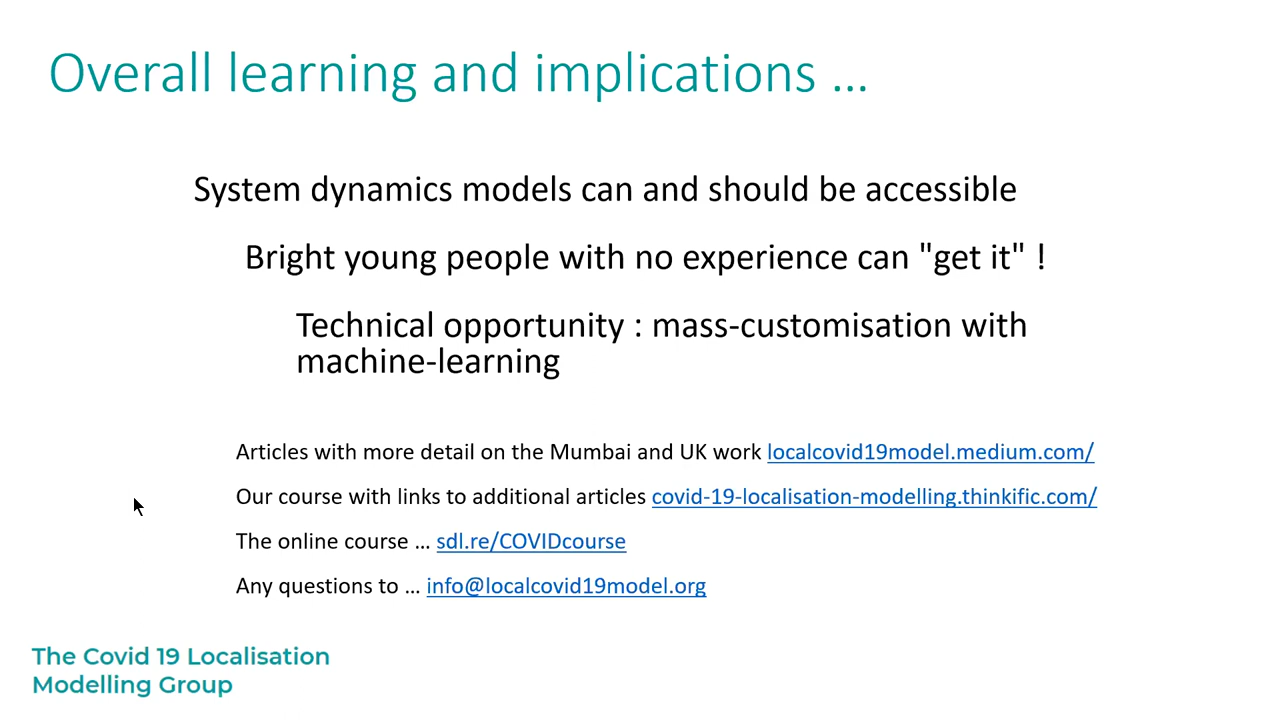 Overall learning and implications ...
System dynamics models can and should be accessible
Bright young people with no experience can "get it" !
Technical opportunity : mass-customisation with
machine-learning
Articles with more detail on the Mumbai and UK work localcovid19model.medium.com/
Our course with links to additional articles covid-19-localisation-modelling.thinkific.com/
The online course ... sdl.re/COVIDcourse
Any questions to ... info@localcovid19model.org
The Covid 19 Localisation
Modelling Group